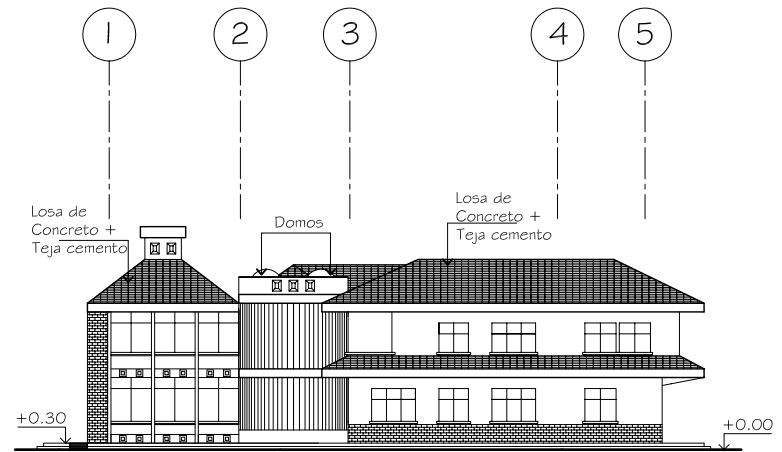 1 2 3 4 5
Losa de
Concreto +
Teja cemento
Domos
Losa de
Concreto +
Teja cemento
+0.30
+0.00